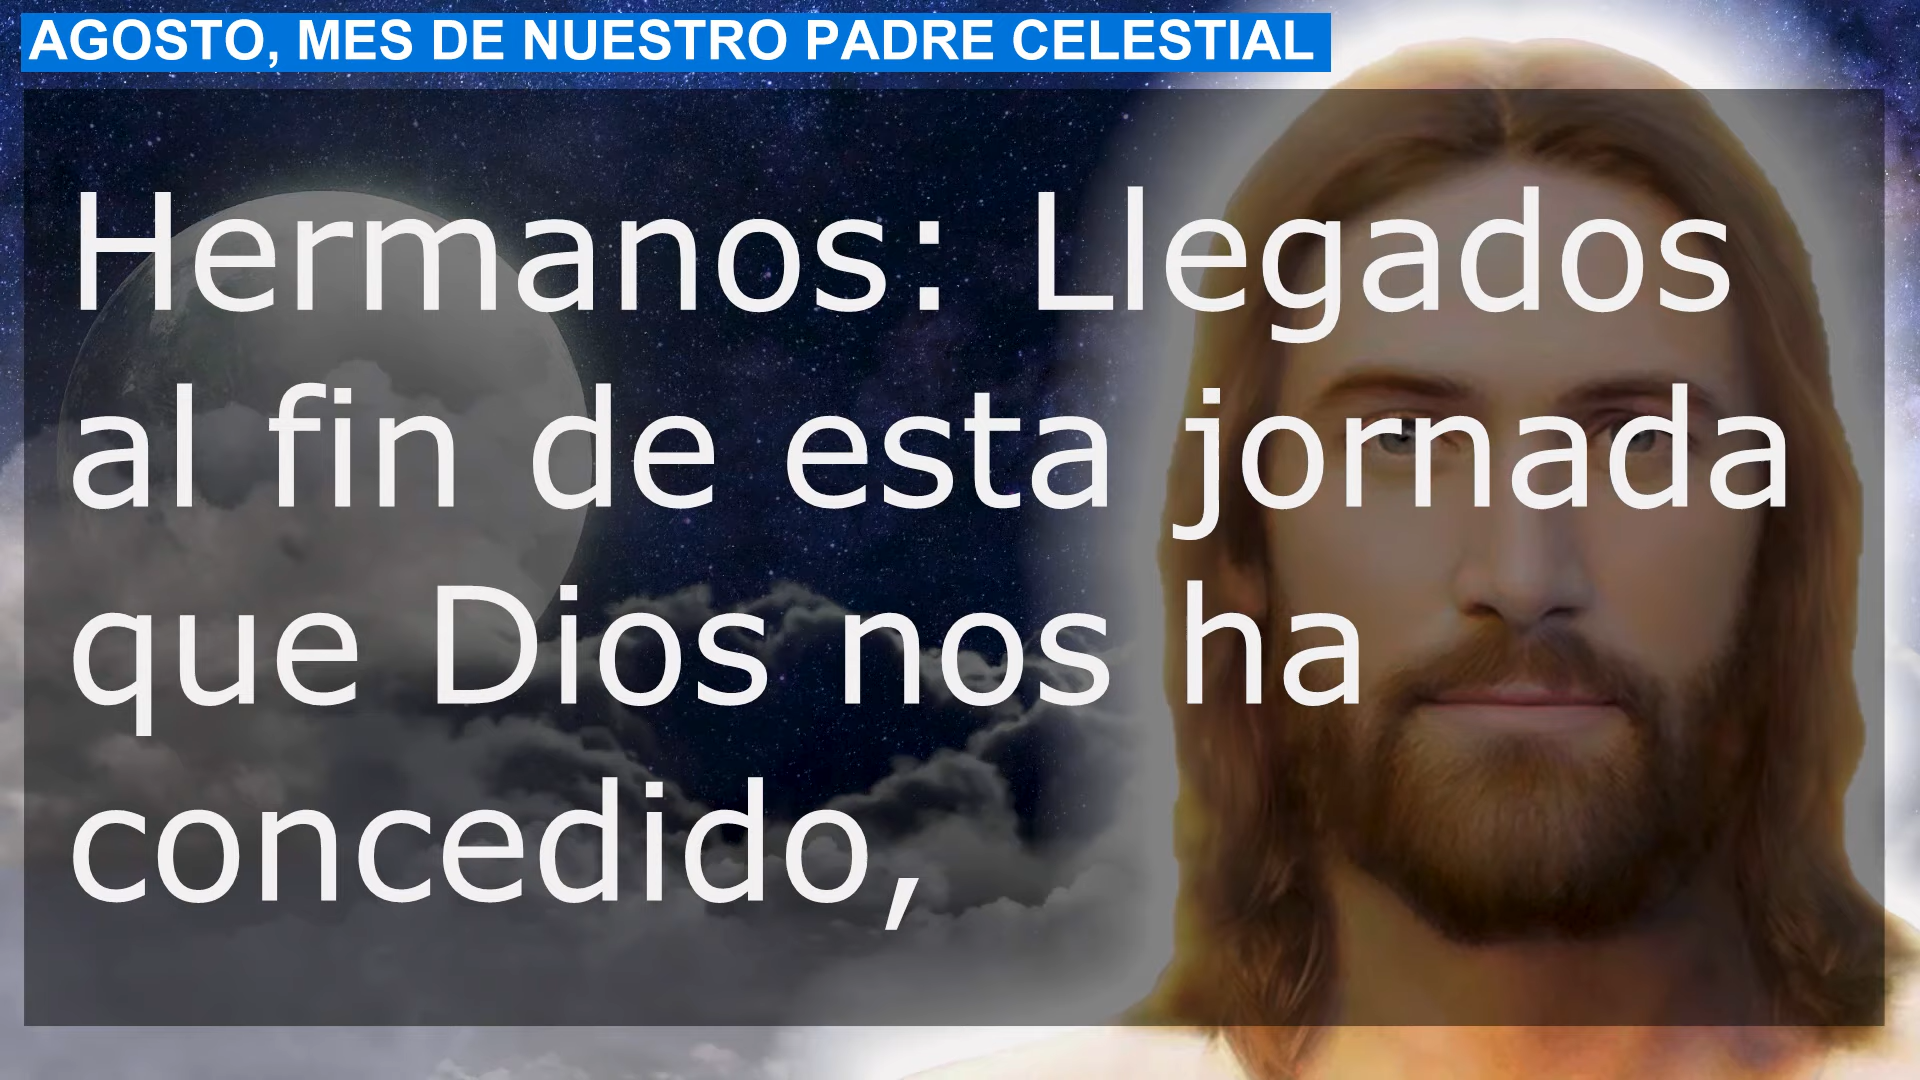 AGOSTO, MES DE NUESTRO PADRE CELESTIAL
Hermanos: Llegados
al fin de esta jornada
que Dios nos ha
concedido,